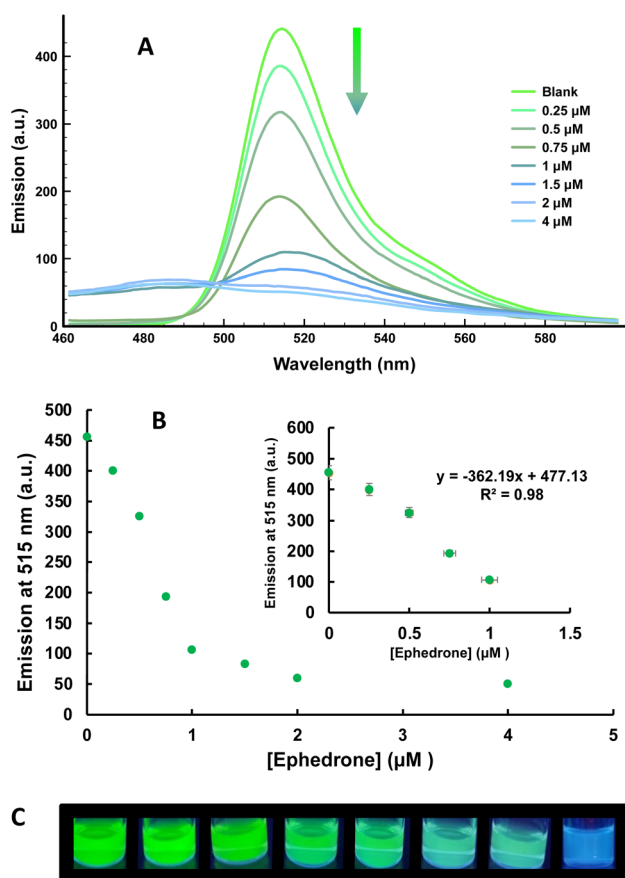 A
Emission (a.u.)
400
300
200
100
0
460
480
500
520
540
560
580
Wavelength (nm)
Blank
0.25 µM
0.5 µM
0.75 µM
1 µM
1.5 µM
2 µM
4 µM
B
Emission at 515 nm (a.u.)
500
450
400
350
300
250
200
150
100
50
0
0
1
2
3
4
5
[Ephedrone] (µM )
Emission at 515 nm (a.u.)
600
500
400
300
200
100
0
0
0.5
1
1.5
[Ephedrone] (µM )
y = -362.19x + 477.13
R² = 0.98
C